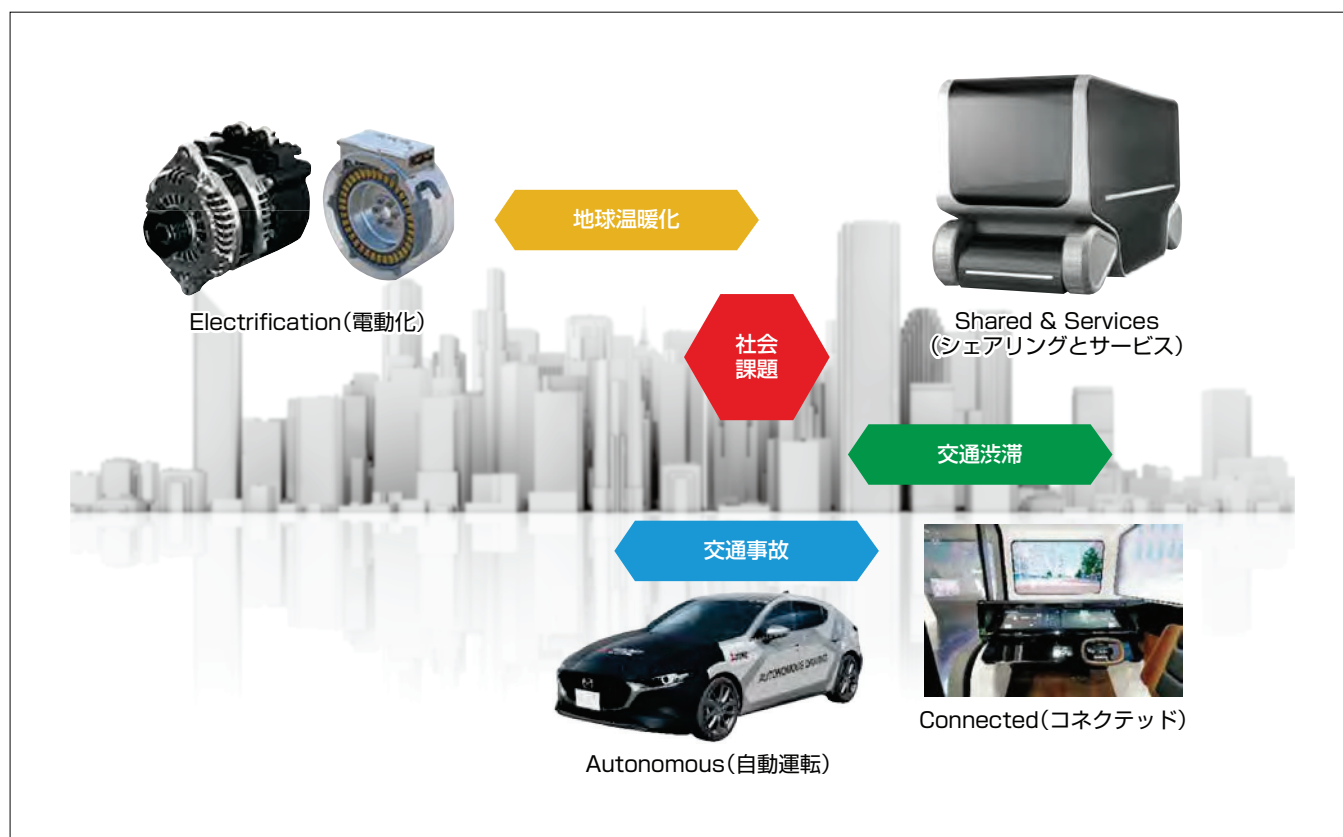 地球温暖化
Electrification(電動化)
Shared & Services
(シェアリングとサービス)
社会
課題
交通渋滞
交通事故
AUTONOMOUS DRIVING
Connected(コネクテッド)
Autonomous(自動運転)